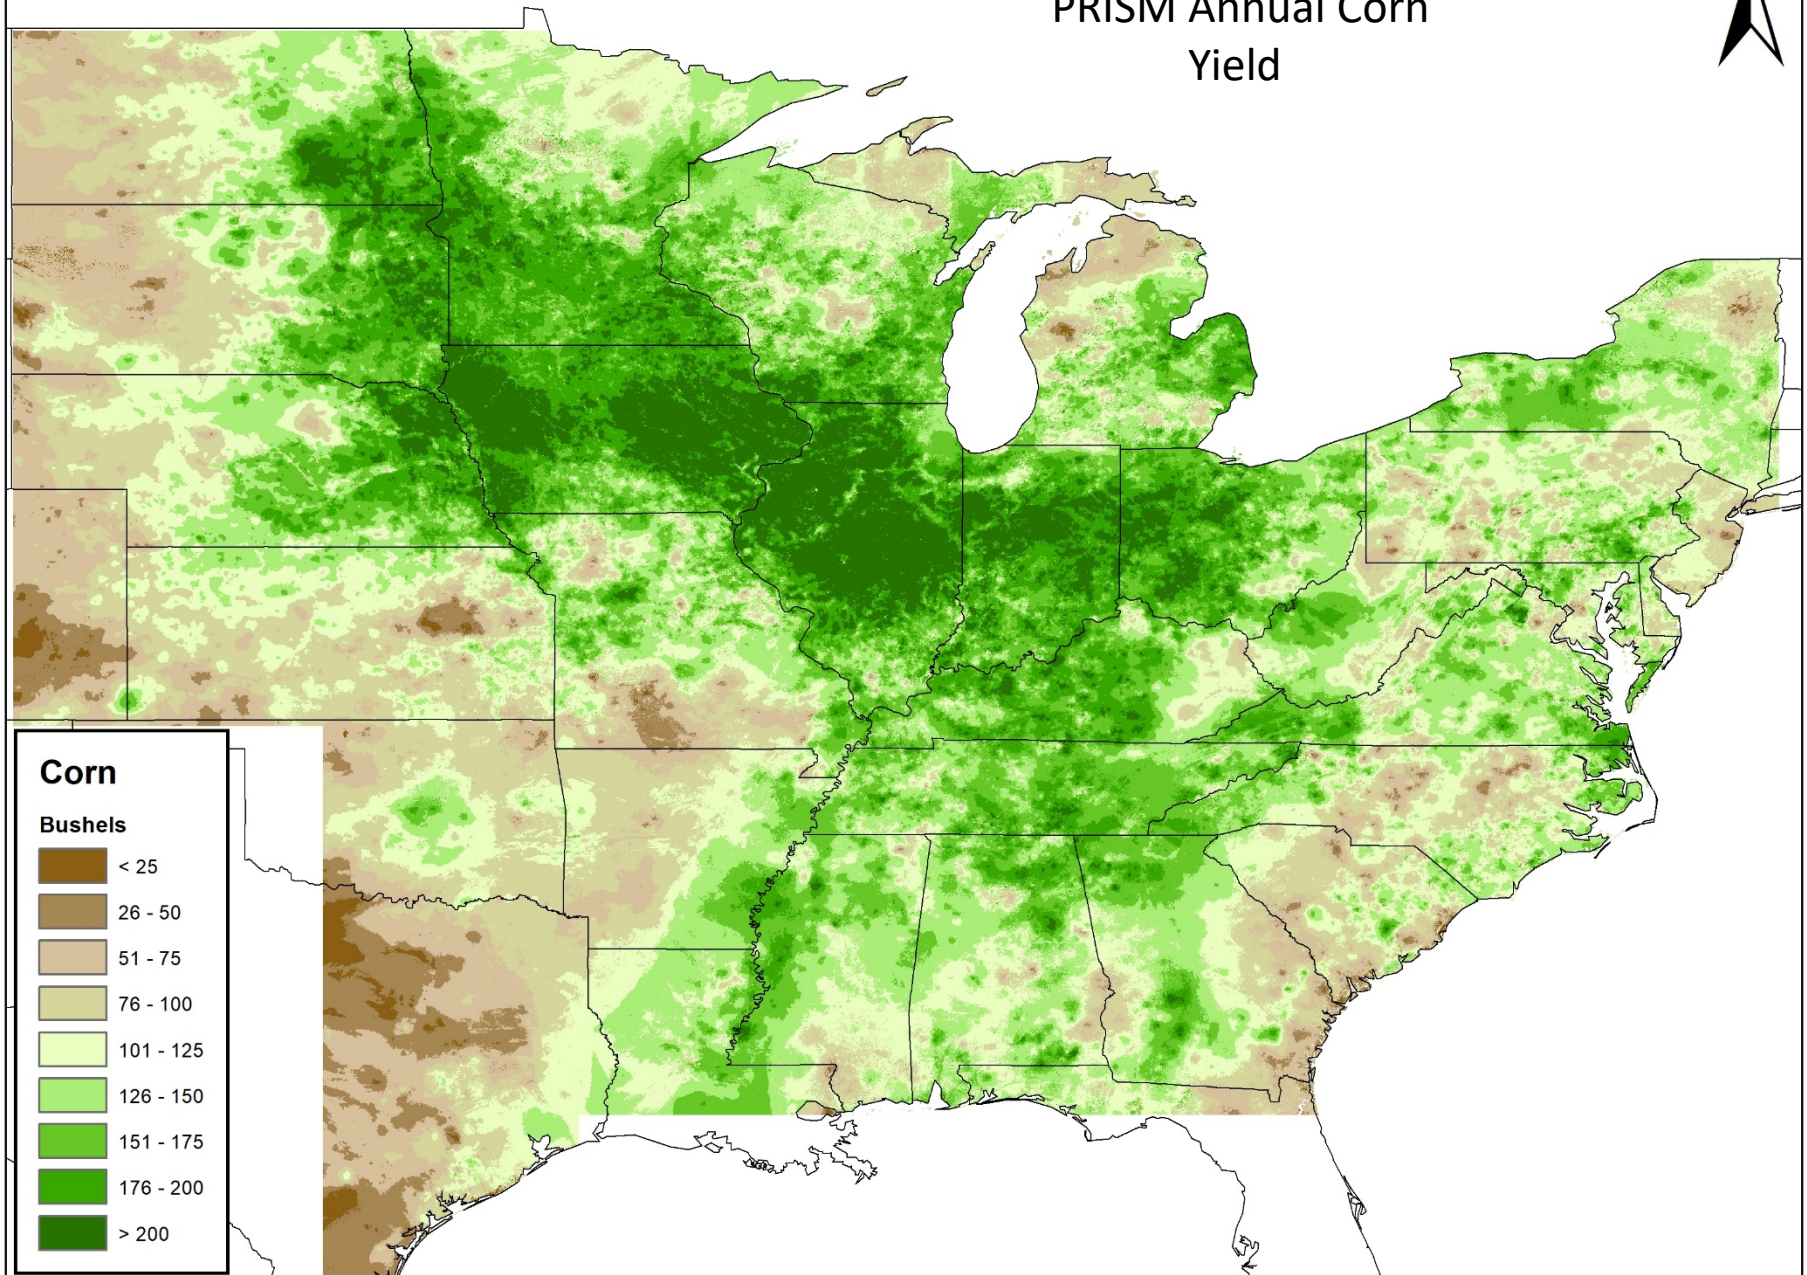 PRISM Annual Corn
Yield
Corn
Bushels
< 25
26 - 50
51 - 75
76 - 100
101 - 125
126 - 150
151 - 175
176 - 200
> 200